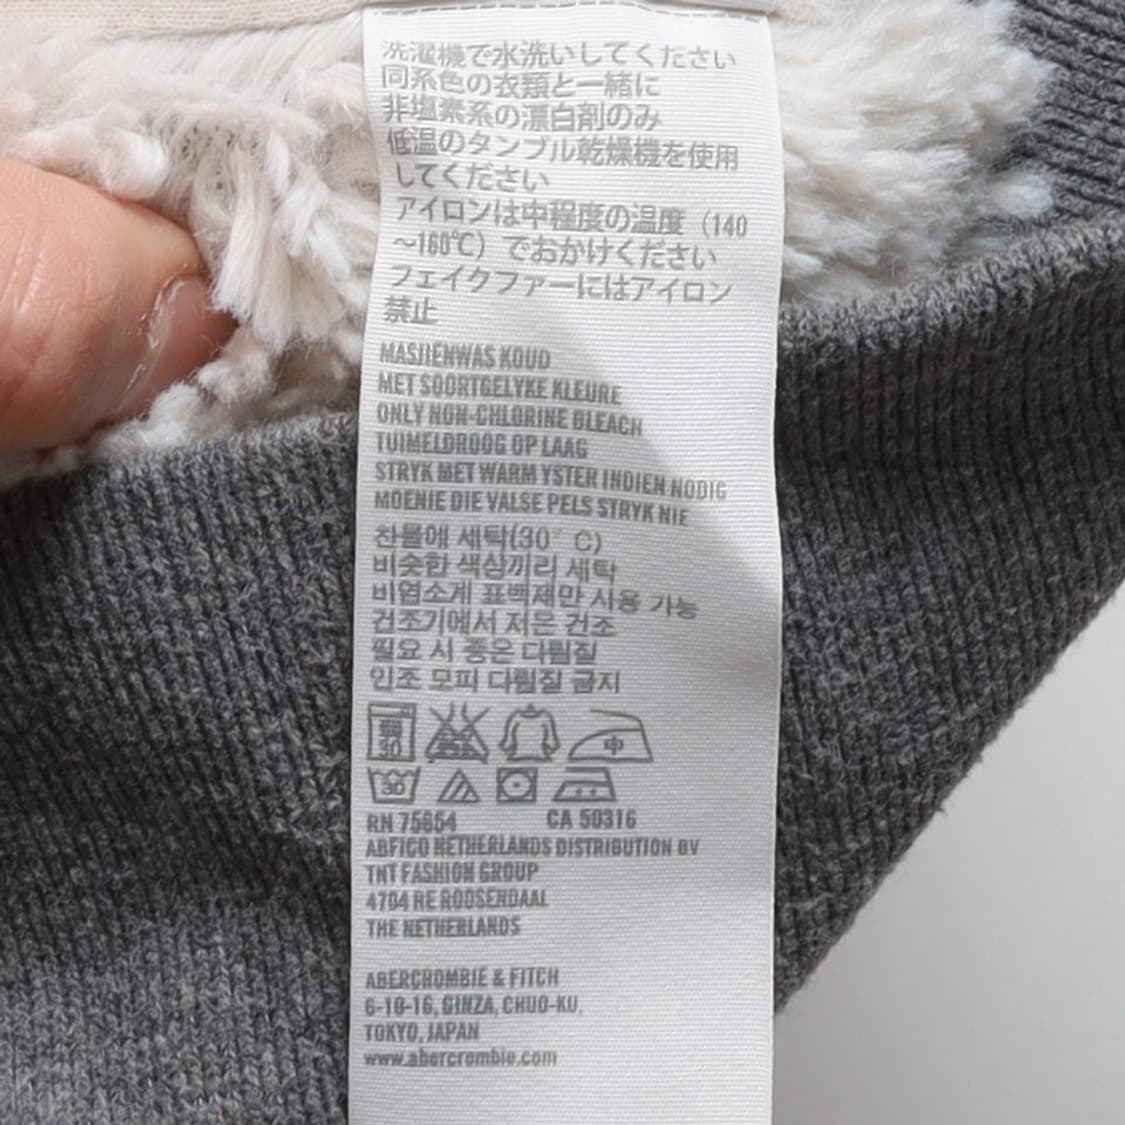 洗濯機で水洗いしてください
同系色の衣類と一緒に
非塩素系の漂白剤のみ
低温のタンブル乾燥機を使用
してください
アイロンは中程度の温度（140
～160℃）でおかけください
フェイクファーにはアイロン
禁止
MASJIENWAS KOUD
MET SOORTGELYKE KLEURE
ONLY NON-CHLORINE BLEACH
TUIMELDROOG OP LAAG
STRYK MET WARM YSTER INDIEN NODIG
MOENIE DIE VALSE PELS STRYK NIE
찬물에 세탁(30°C)
비슷한 색상끼리 세탁
비염소계 표백제만 사용 가능
건조기에서 저온 건조
필요 시 중온 다림질
인조 모피 다림질 금지
30 中
30
RN 75654 CA 50316
ABFICO NETHERLANDS DISTRIBUTION BV
TNT FASHION GROUP
4704 RE ROOSENDAAL
THE NETHERLANDS
ABERCROMBIE & FITCH
6-10-16, GINZA, CHUO-KU,
TOKYO, JAPAN
www.abercrombie.com